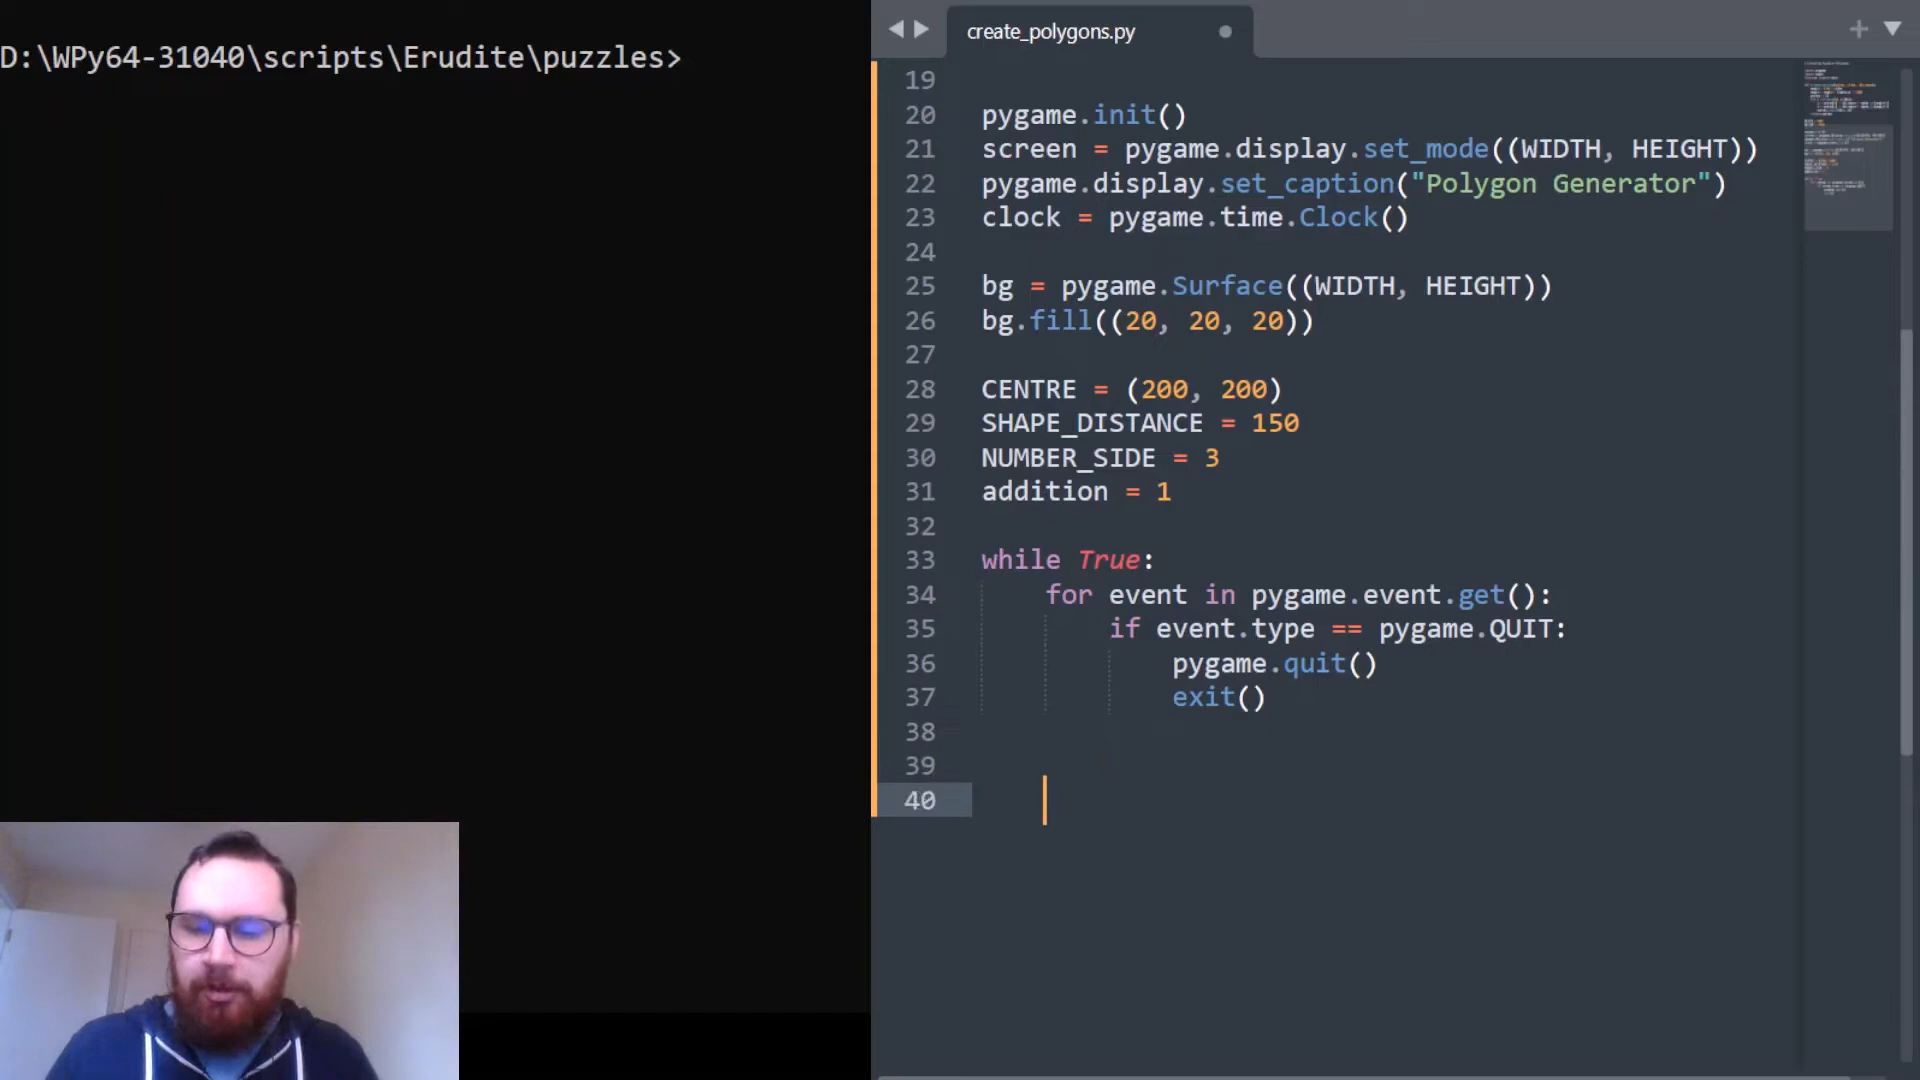 D:\WPy64-31040\scripts\Erudite\puzzles>
create_polygons.py
19
20 pygame.init()
21 screen = pygame.display.set_mode((WIDTH, HEIGHT))
22 pygame.display.set_caption("Polygon Generator")
23 clock = pygame.time.Clock()
24
25 bg = pygame.Surface((WIDTH, HEIGHT))
26 bg.fill((20, 20, 20))
27
28 CENTRE = (200, 200)
29 SHAPE_DISTANCE = 150
30 NUMBER_SIDE = 3
31 addition = 1
32
33 while True:
34 for event in pygame.event.get():
35 if event.type == pygame.QUIT:
36 pygame.quit()
37 exit()
38
39
40